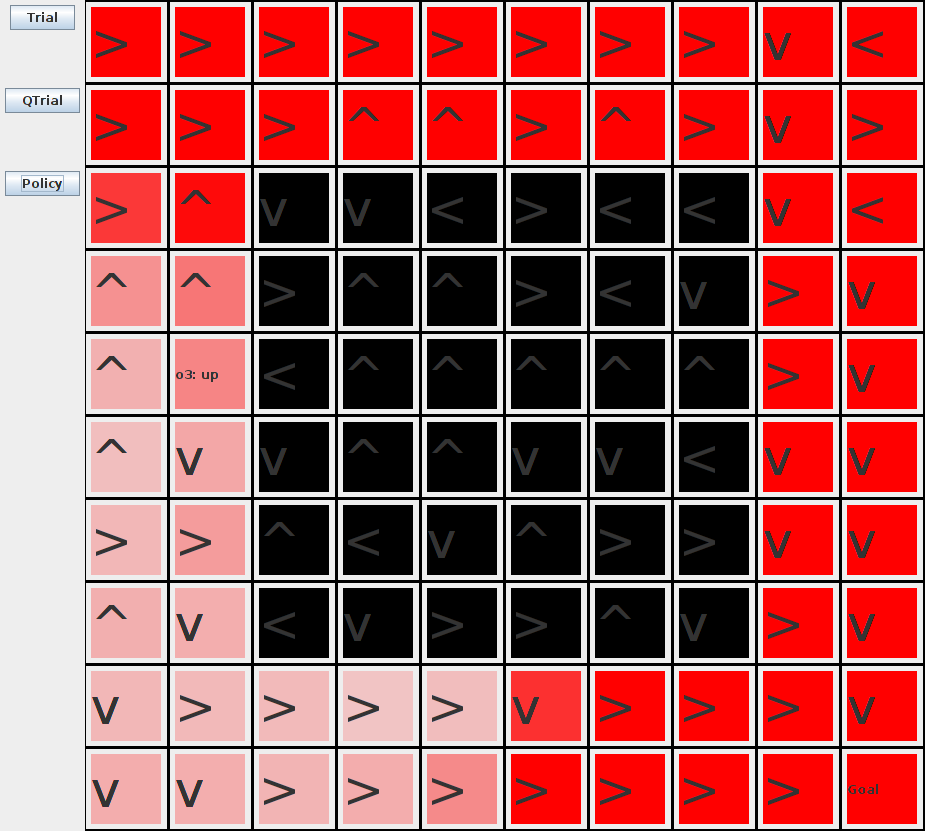 Trial > > > > > > > > v <
QTrial > > > ^ ^ > ^ > v >
Policy > ^ v v < > < < v <
^ ^ > ^ ^ > < v > v
^ o3: up < ^ ^ ^ ^ ^ > v
^ v v ^ ^ v v < v v
> > ^ < v ^ > > v v
^ v < v > > ^ v > v
v > > > > v > > > v
v v > > > > > > > Goal